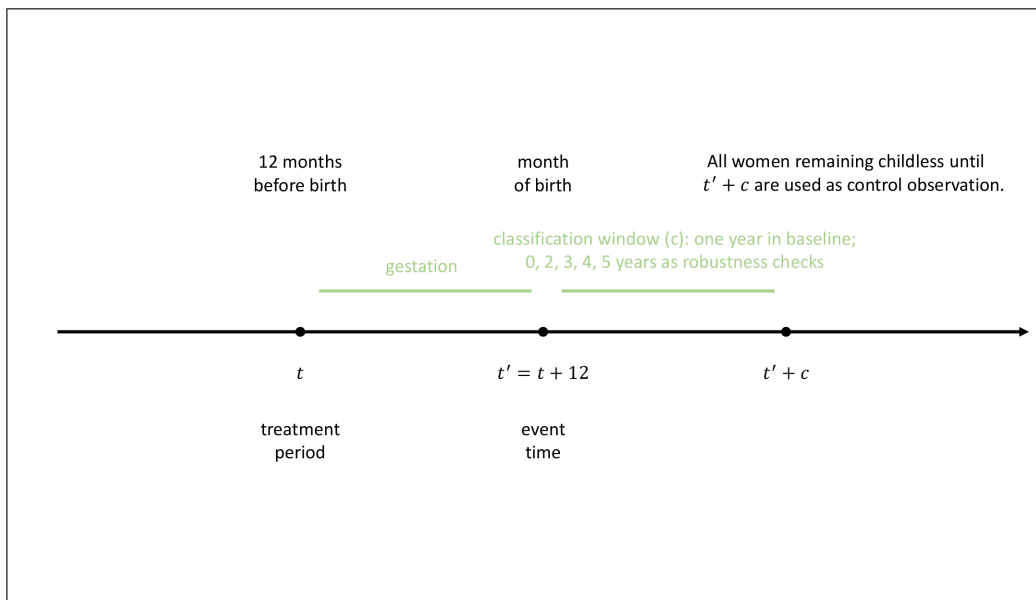 12 months
before birth
month
of birth
All women remaining childless until
t′ + c are used as control observation.
gestation
classification window (c): one year in baseline;
0, 2, 3, 4, 5 years as robustness checks
t
t′ = t + 12
t′ + c
treatment
period
event
time